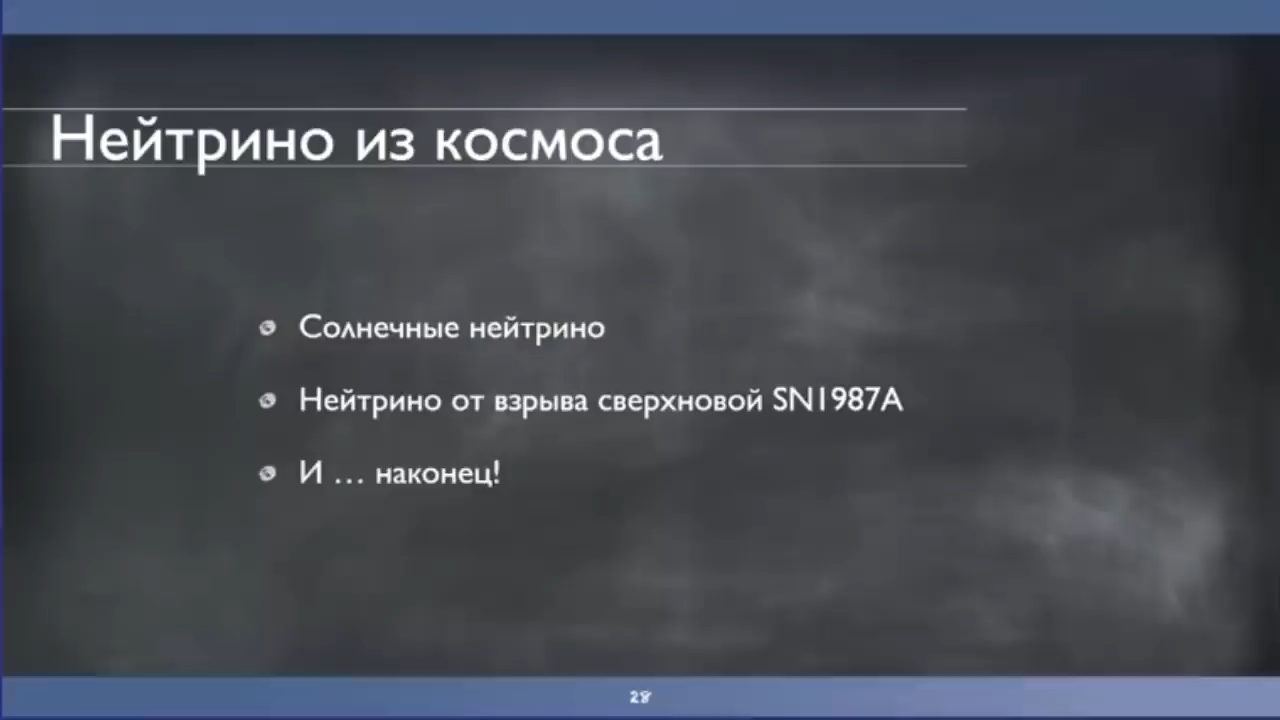 Нейтрино из космоса
Солнечные нейтрино
Нейтрино от взрыва сверхновой SN1987A
И … наконец!